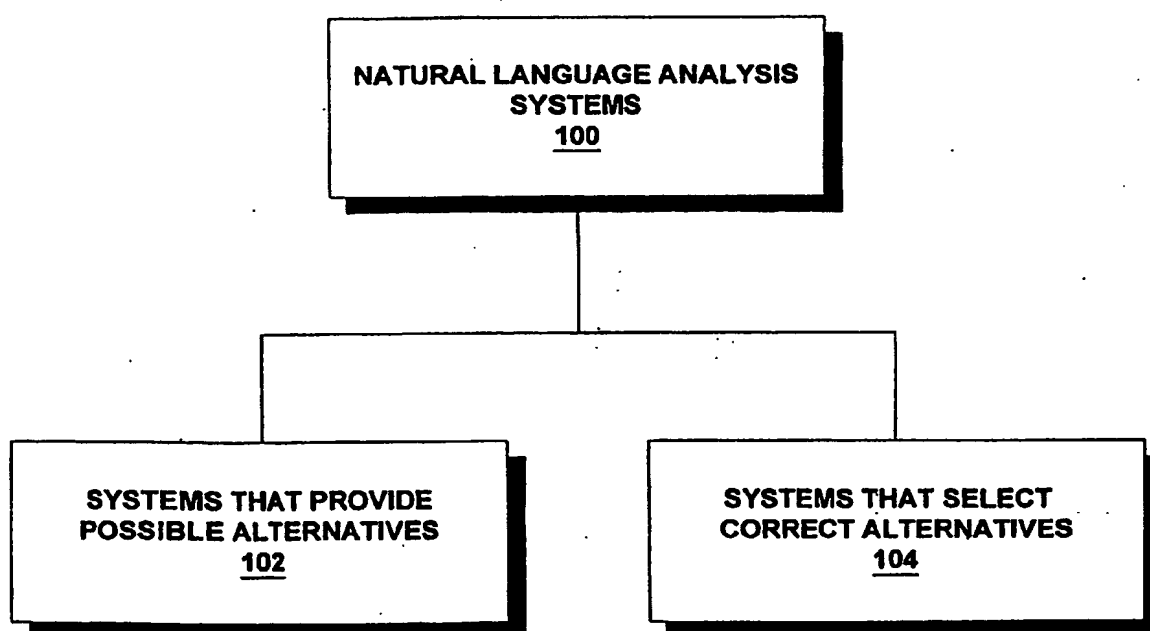 NATURAL LANGUAGE ANALYSIS
SYSTEMS
100
SYSTEMS THAT PROVIDE
POSSIBLE ALTERNATIVES
102
SYSTEMS THAT SELECT
CORRECT ALTERNATIVES
104